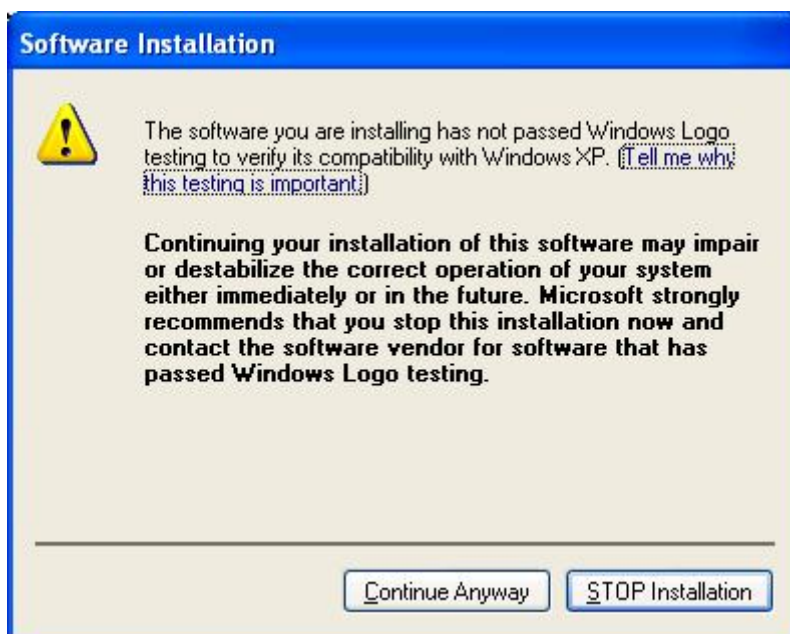 Software Installation
The software you are installing has not passed Windows Logo
testing to verify its compatibility with Windows XP. (Tell me why
this testing is important.)
Continuing your installation of this software may impair
or destabilize the correct operation of your system
either immediately or in the future. Microsoft strongly
recommends that you stop this installation now and
contact the software vendor for software that has
passed Windows Logo testing.
Continue Anyway
STOP Installation